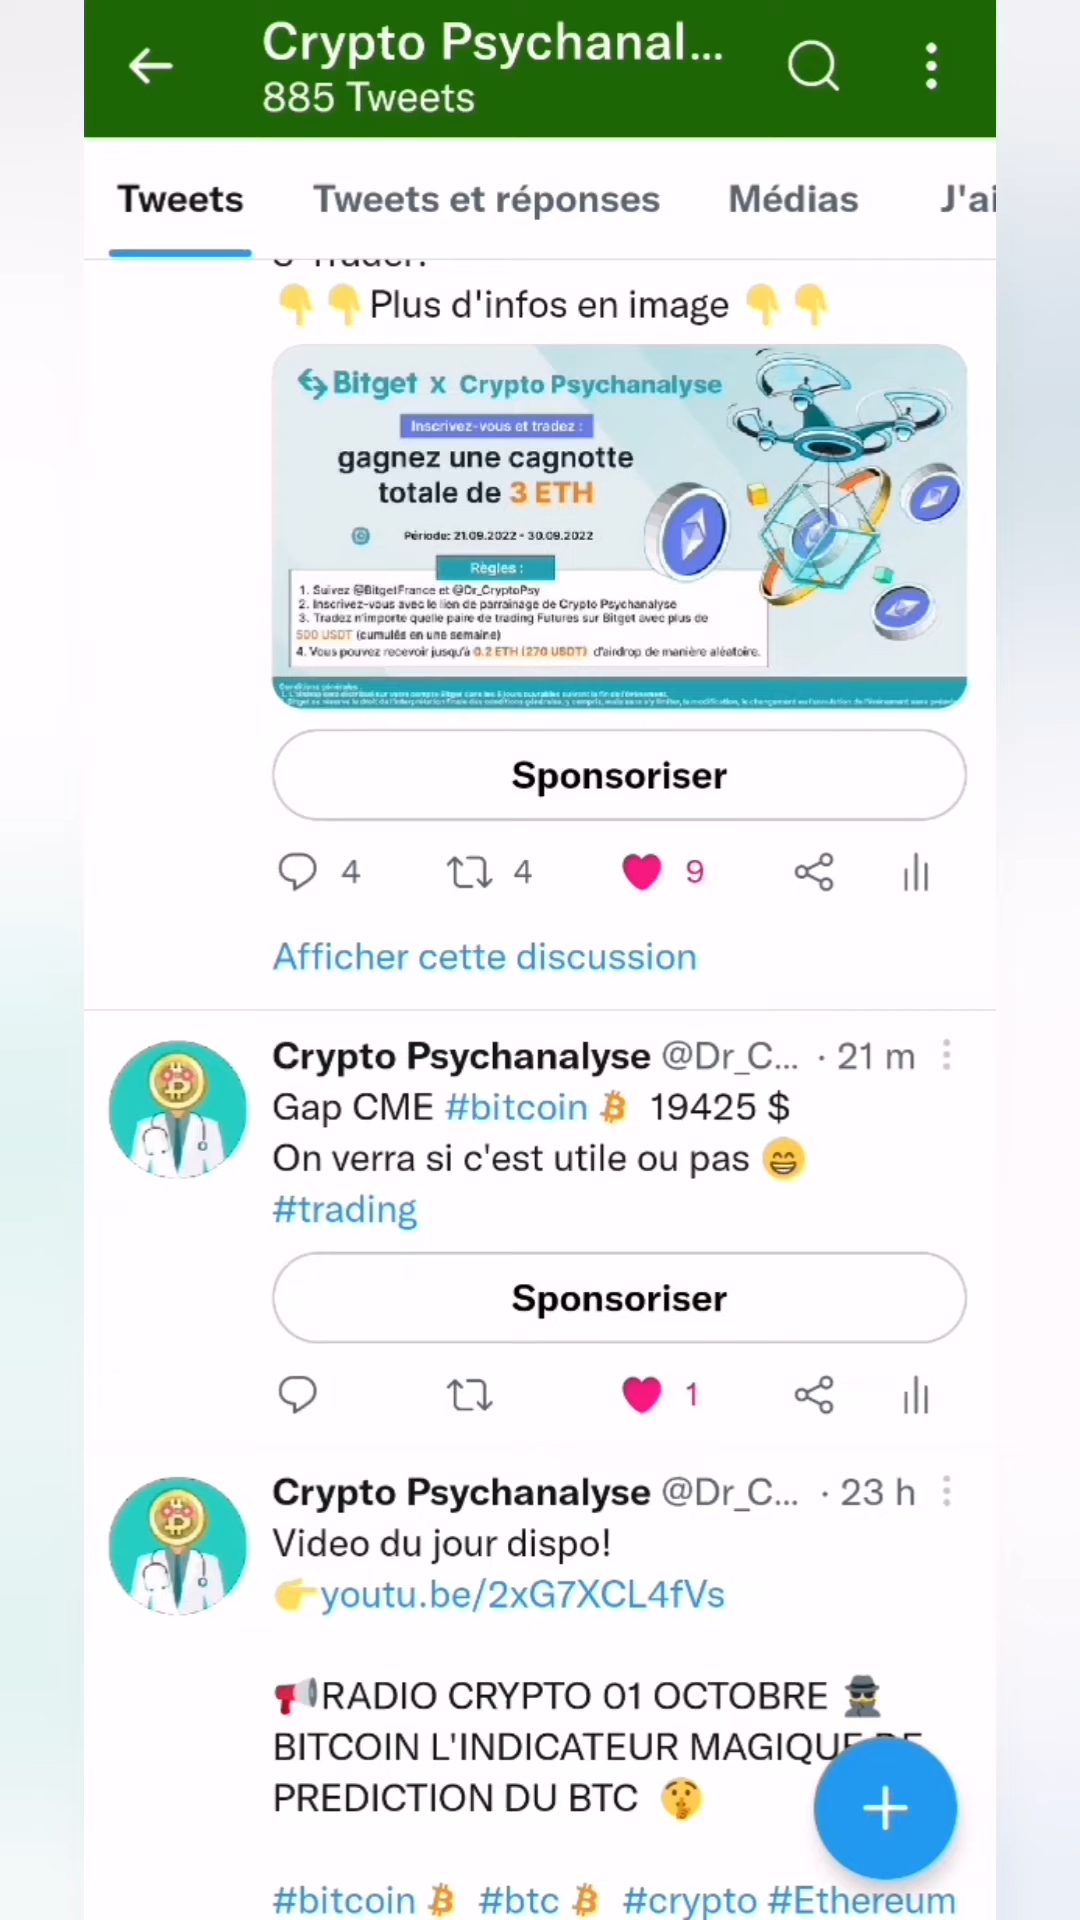 Crypto Psychanal...
885 Tweets
Tweets
Tweets et réponses
Médias
J'ai
Plus d'infos en image
Bitget x Crypto Psychanalyse
Inscrivez-vous et tradez :
gagnez une cagnotte
totale de 3 ETH
Période: 21.09.2022 - 30.09.2022
Règles :
1. Suivez @BitgetFrance et @Dr_CryptoPsy
2. Inscrivez-vous avec le lien de parrainage de Crypto Psychanalyse
3. Tradez n'importe quelle paire de trading Futures sur Bitget avec plus de
500 USDT (cumulés en une semaine)
4. Vous pouvez recevoir jusqu'à 0.2 ETH (270 USDT) d'airdrop de manière aléatoire.
Conditions générales
Sponsoriser
4
4
9
Afficher cette discussion
Crypto Psychanalyse @Dr_C... · 21 m
Gap CME #bitcoin 19425 $
On verra si c'est utile ou pas 😁
#trading
Sponsoriser
1
Crypto Psychanalyse @Dr_C... · 23 h
Video du jour dispo!
👉youtu.be/2xG7XCL4fVs
📢RADIO CRYPTO 01 OCTOBRE
BITCOIN L'INDICATEUR MAGIQUE DE
PREDICTION DU BTC 🤫
#bitcoin #btc #crypto #Ethereum